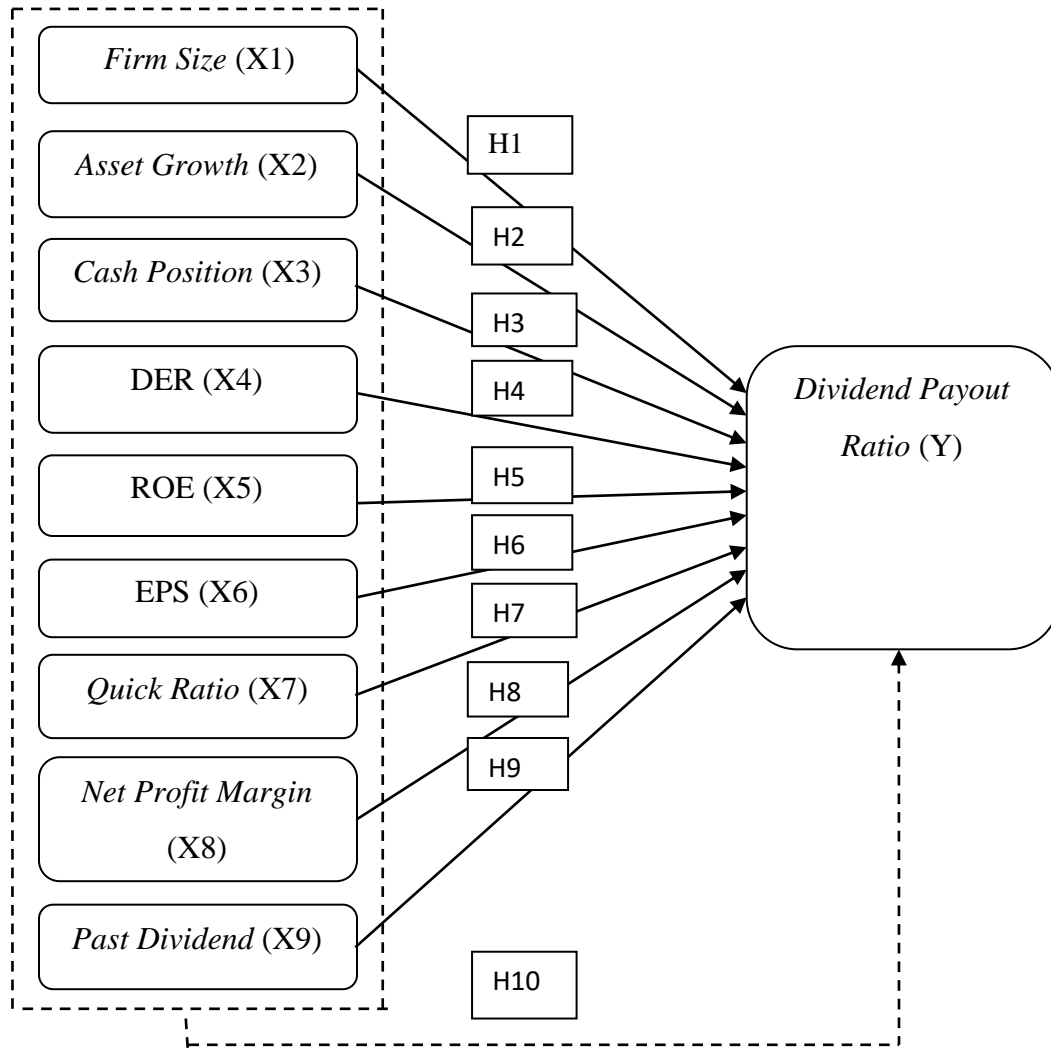 Firm Size (X1)
Asset Growth (X2)
Cash Position (X3)
DER (X4)
ROE (X5)
EPS (X6)
Quick Ratio (X7)
Net Profit Margin
(X8)
Past Dividend (X9)
H1
H2
H3
H4
H5
H6
H7
H8
H9
H10
Dividend Payout
Ratio (Y)